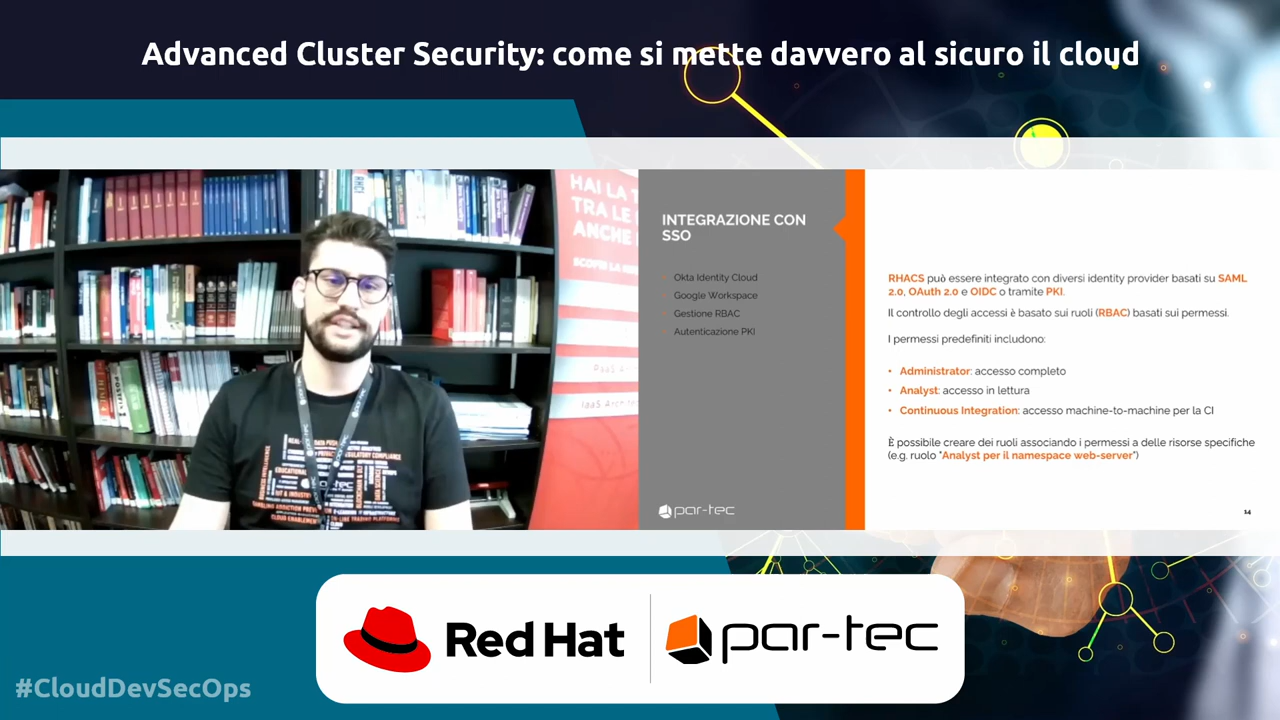 Advanced Cluster Security: come si mette davvero al sicuro il cloud
HAI LA
TRA LE
ANCHE
INTEGRAZIONE CON
SSO
Okta Identity Cloud
Google Workspace
Gestione RBAC
Autenticazione PKI
par-tec
RHACS può essere integrato con diversi identity provider basati su SAML
2.0, OAuth 2.0 e OIDC o tramite PKI.
Il controllo degli accessi è basato sui ruoli (RBAC) basati sui permessi.
I permessi predefiniti includono:
• Administrator: accesso completo
• Analyst: accesso in lettura
• Continuous Integration: accesso machine-to-machine per la CI
È possibile creare dei ruoli associando i permessi a delle risorse specifiche
(e.g. ruolo "Analyst per il namespace web-server")
14
Red Hat
par-tec
#CloudDevSecOps